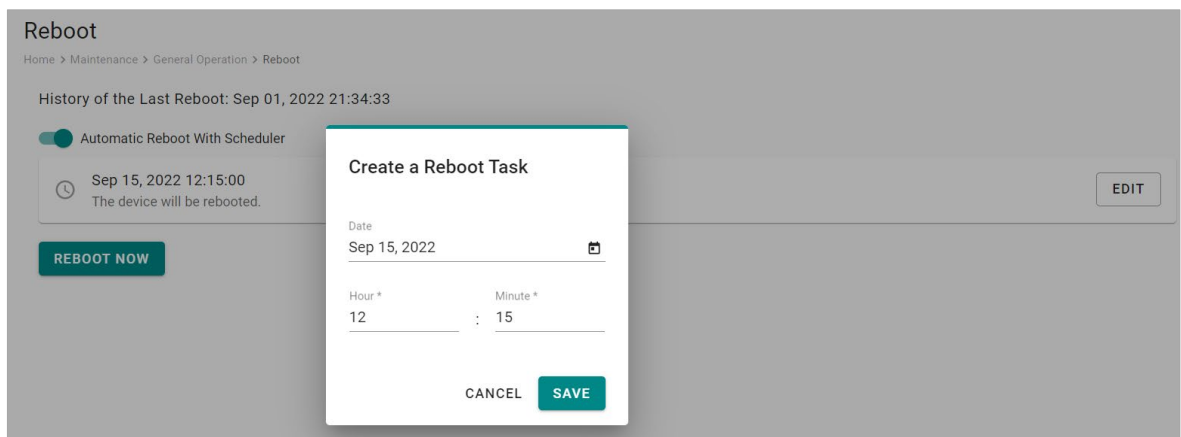 Reboot
Home > Maintenance > General Operation > Reboot
History of the Last Reboot: Sep 01, 2022 21:34:33
Automatic Reboot With Scheduler
Sep 15, 2022 12:15:00
The device will be rebooted.
EDIT
REBOOT NOW
Create a Reboot Task
Date
Sep 15, 2022
Hour * Minute *
12 : 15
CANCEL SAVE